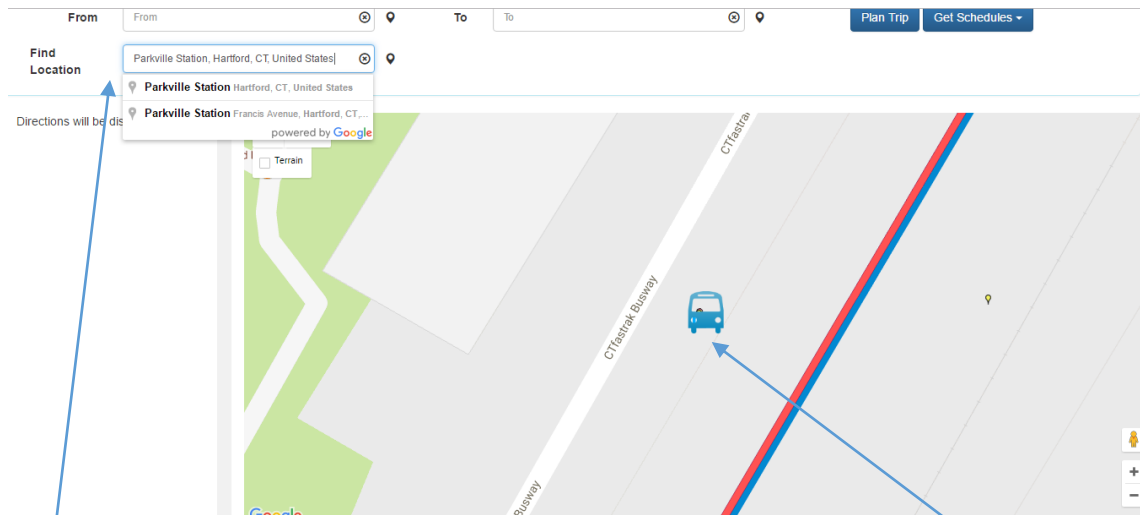 From
From
To
To
Plan Trip
Get Schedules
Find
Location
Parkville Station, Hartford, CT, United States
Parkville Station Hartford, CT, United States
Parkville Station Francis Avenue, Hartford, CT,...
powered by Google
Directions will be dis
Terrain
CTfastrak
CTfastrak Busway
Busway
Google